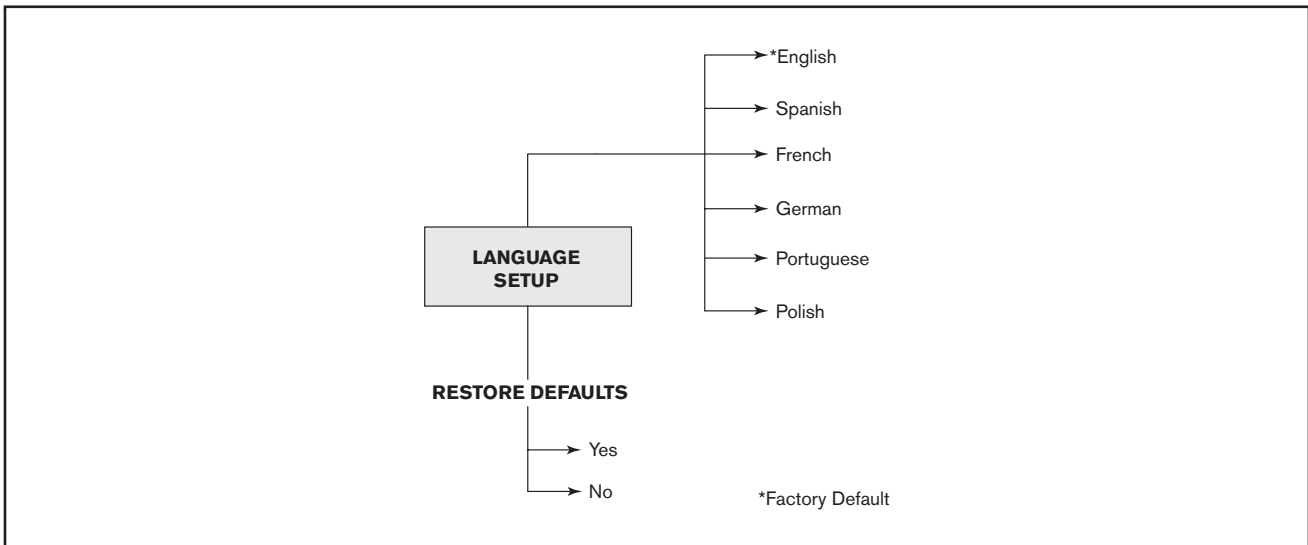 *English
Spanish
French
German
LANGUAGE
SETUP
Portuguese
Polish
RESTORE DEFAULTS
Yes
No
*Factory Default